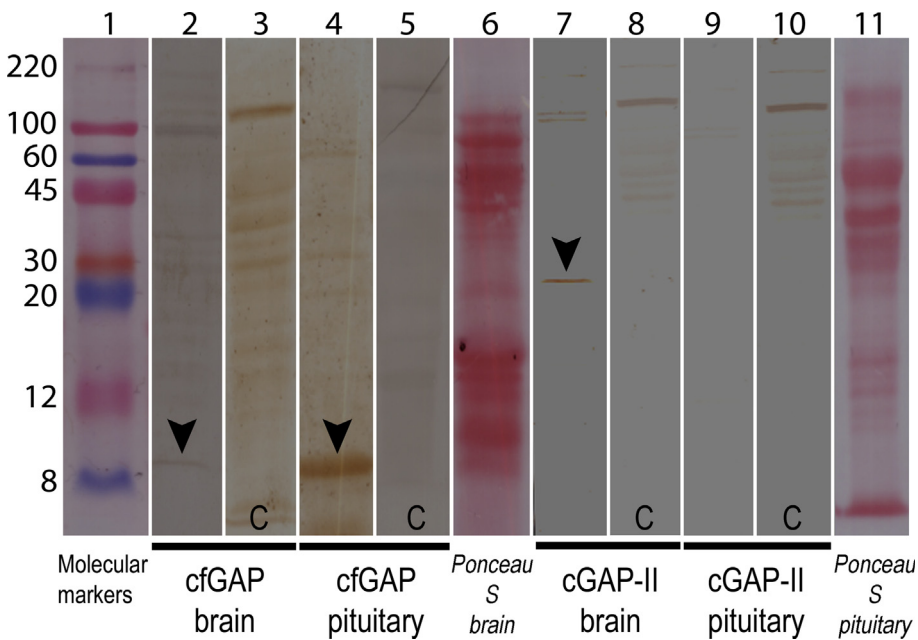 1 2 3 4 5 6 7 8 9 10 11
220
100
60
45
30
20
12
8
C C C C
Molecular markers
cfGAP brain
cfGAP pituitary
Ponceau S brain
cGAP-II brain
cGAP-II pituitary
Ponceau S pituitary